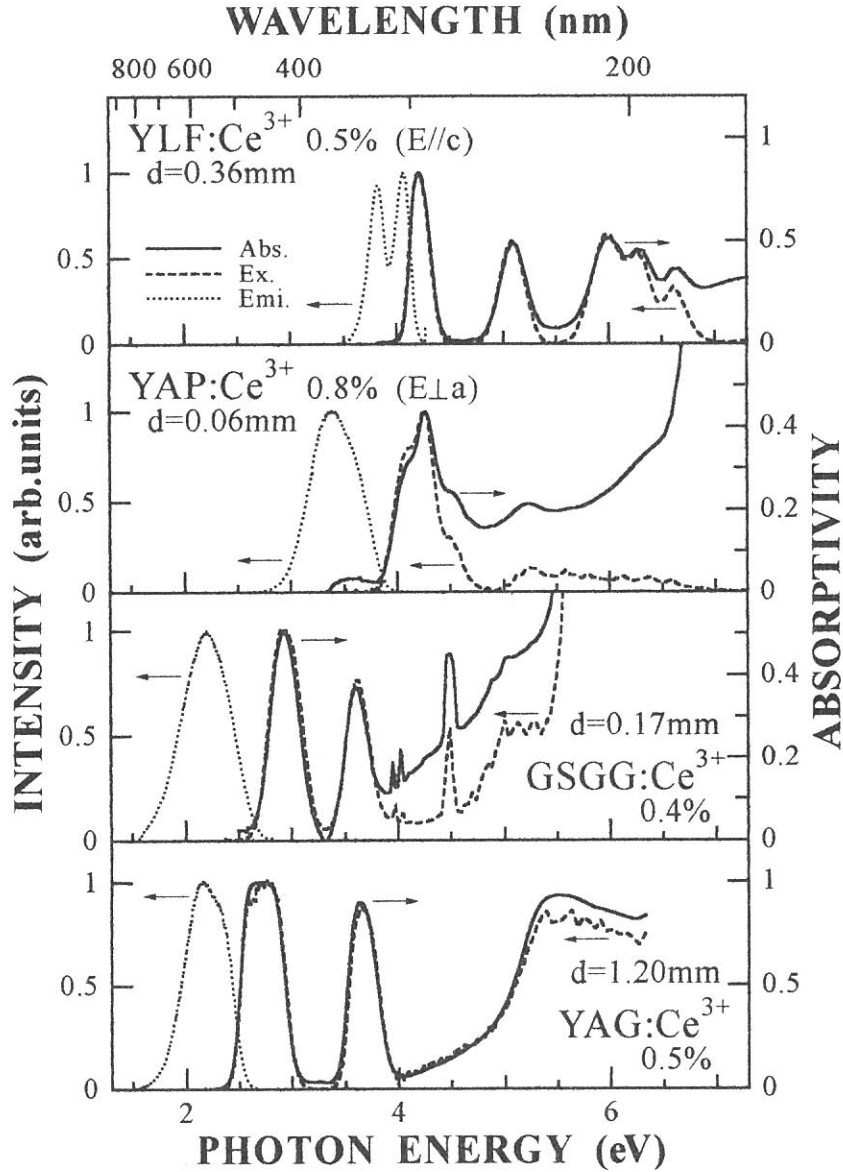 WAVELENGTH (nm)
800 600 400 200
YLF:Ce³⁺ 0.5% (E//c)
d=0.36mm
Abs.
Ex.
Emi.
1
0.5
0
1
0.5
0
YAP:Ce³⁺ 0.8% (E⊥a)
d=0.06mm
1
0.5
0
0.4
0.2
0
d=0.17mm
GSGG:Ce³⁺
0.4%
1
0.5
0
0.4
0.2
0
d=1.20mm
YAG:Ce³⁺
0.5%
1
0.5
0
1
0.5
0
INTENSITY (arb.units)
ABSORPTIVITY
2 4 6
PHOTON ENERGY (eV)